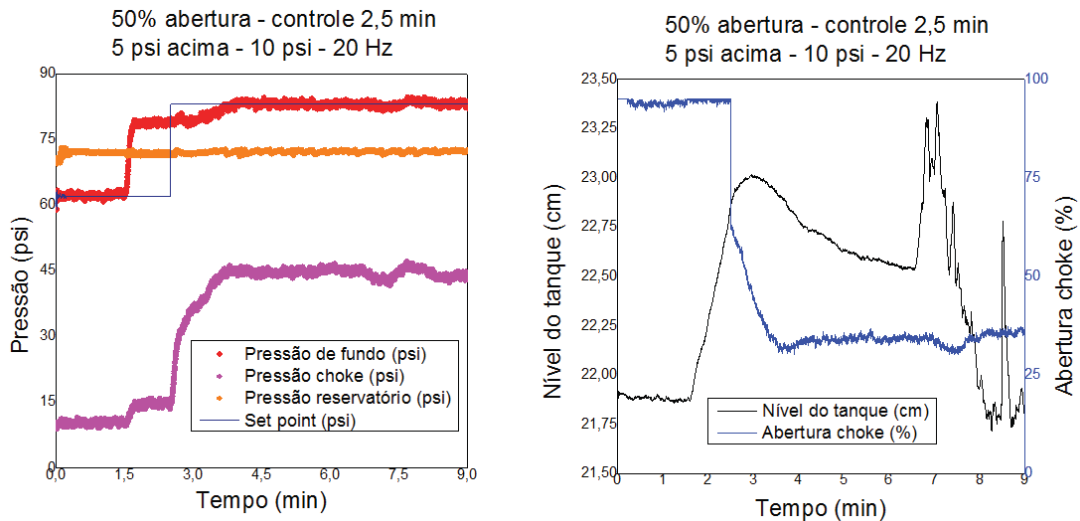 50% abertura - controle 2,5 min
5 psi acima - 10 psi - 20 Hz
90
75
60
45
30
15
0
Pressão (psi)
Pressão de fundo (psi)
Pressão choke (psi)
Pressão reservatório (psi)
Set point (psi)
0,0 1,5 3,0 4,5 6,0 7,5 9,0
Tempo (min)
50% abertura - controle 2,5 min
5 psi acima - 10 psi - 20 Hz
23,50
23,25
23,00
22,75
22,50
22,25
22,00
21,75
21,50
Nível do tanque (cm)
100
75
50
25
0
Abertura choke (%)
Nível do tanque (cm)
Abertura choke (%)
0 1 2 3 4 5 6 7 8 9
Tempo (min)